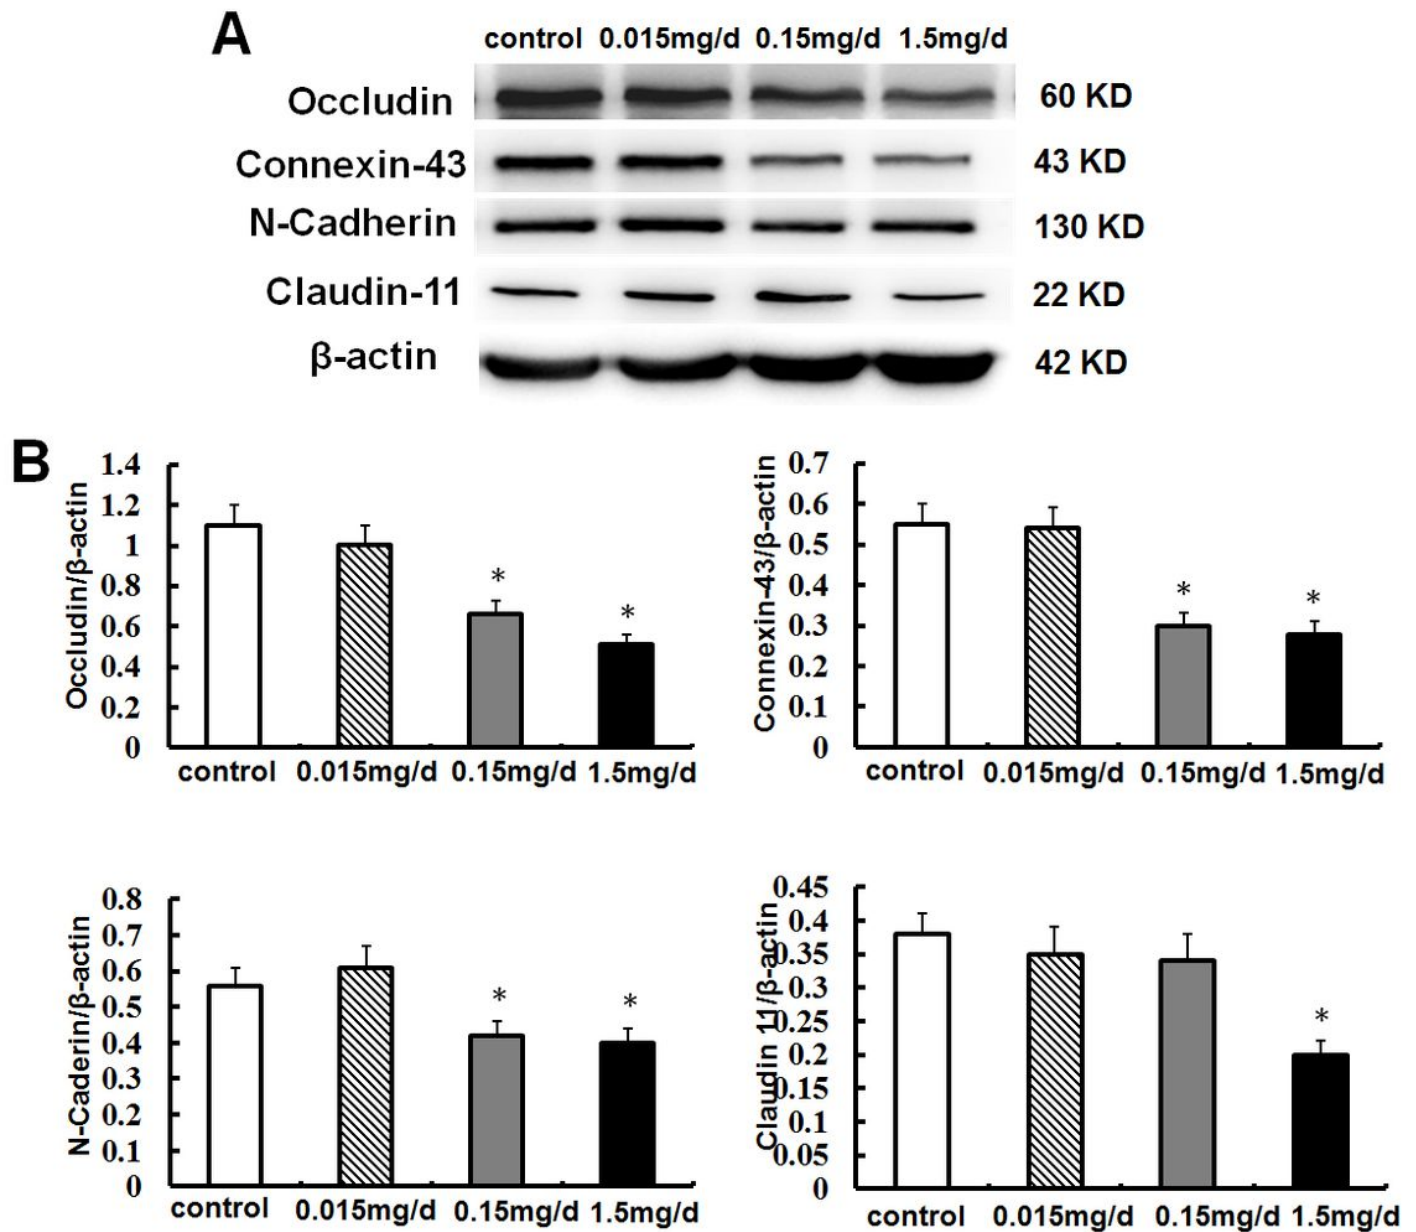 A
control 0.015mg/d 0.15mg/d 1.5mg/d
Occludin 60 KD
Connexin-43 43 KD
N-Cadherin 130 KD
Claudin-11 22 KD
β-actin 42 KD
B
Occludin/β-actin
1.4
1.2
1
0.8
0.6
0.4
0.2
0
* *
control 0.015mg/d 0.15mg/d 1.5mg/d
Connexin-43/β-actin
0.7
0.6
0.5
0.4
0.3
0.2
0.1
0
* *
control 0.015mg/d 0.15mg/d 1.5mg/d
N-Caderin/β-actin
0.8
0.7
0.6
0.5
0.4
0.3
0.2
0.1
0
* *
control 0.015mg/d 0.15mg/d 1.5mg/d
Claudin 11/β-actin
0.45
0.4
0.35
0.3
0.25
0.2
0.15
0.1
0.05
0
*
control 0.015mg/d 0.15mg/d 1.5mg/d